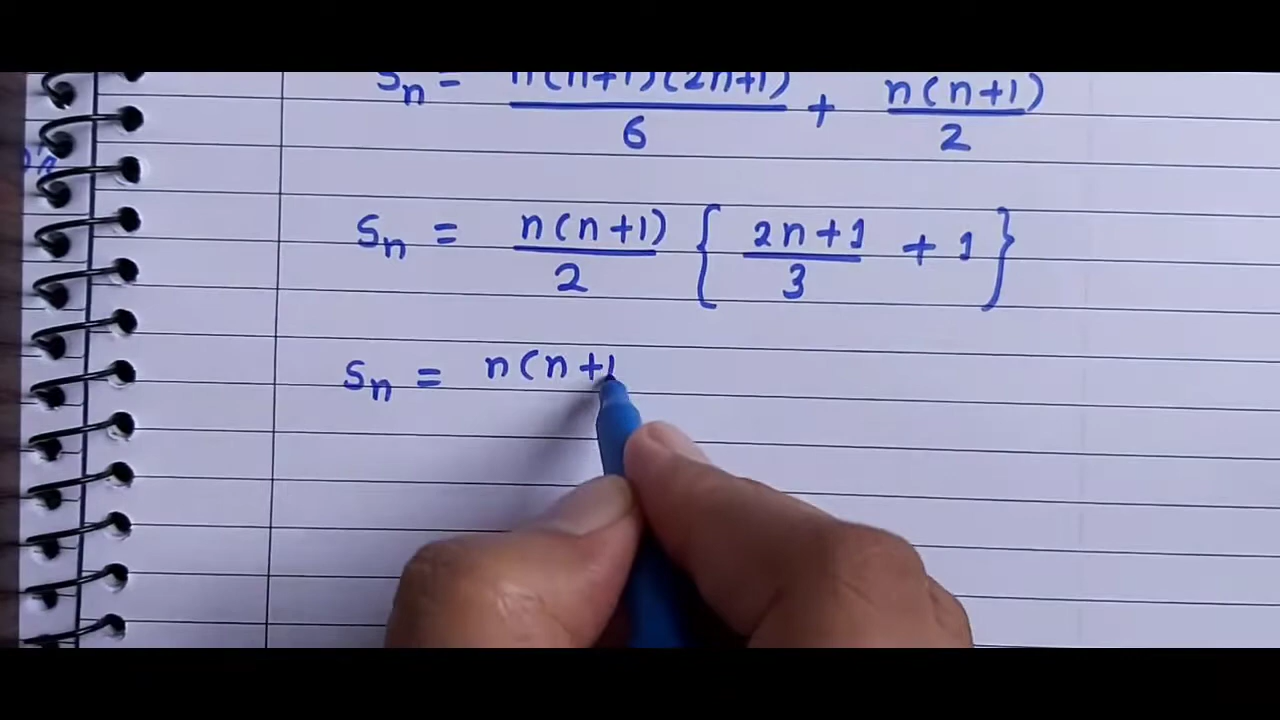 Sn = n(n+1)(2n+1)/6 + n(n+1)/2
Sn = n(n+1)/2 { 2n+1/3 + 1 }
Sn = n(n+1